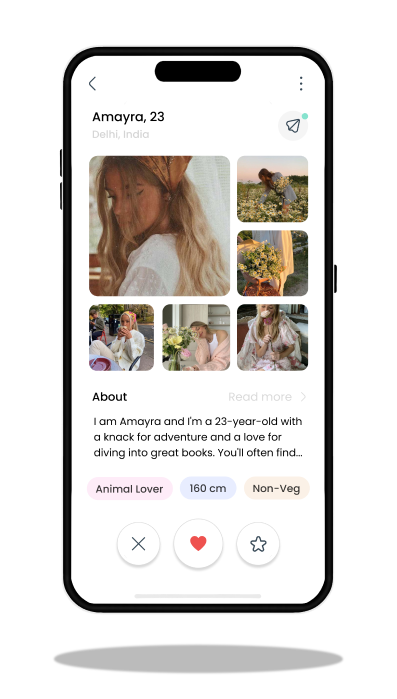 Amayra, 23
Delhi, India
About
Read more
I am Amayra and I'm a 23-year-old with
a knack for adventure and a love for
diving into great books. You'll often find...
Animal Lover
160 cm
Non-Veg